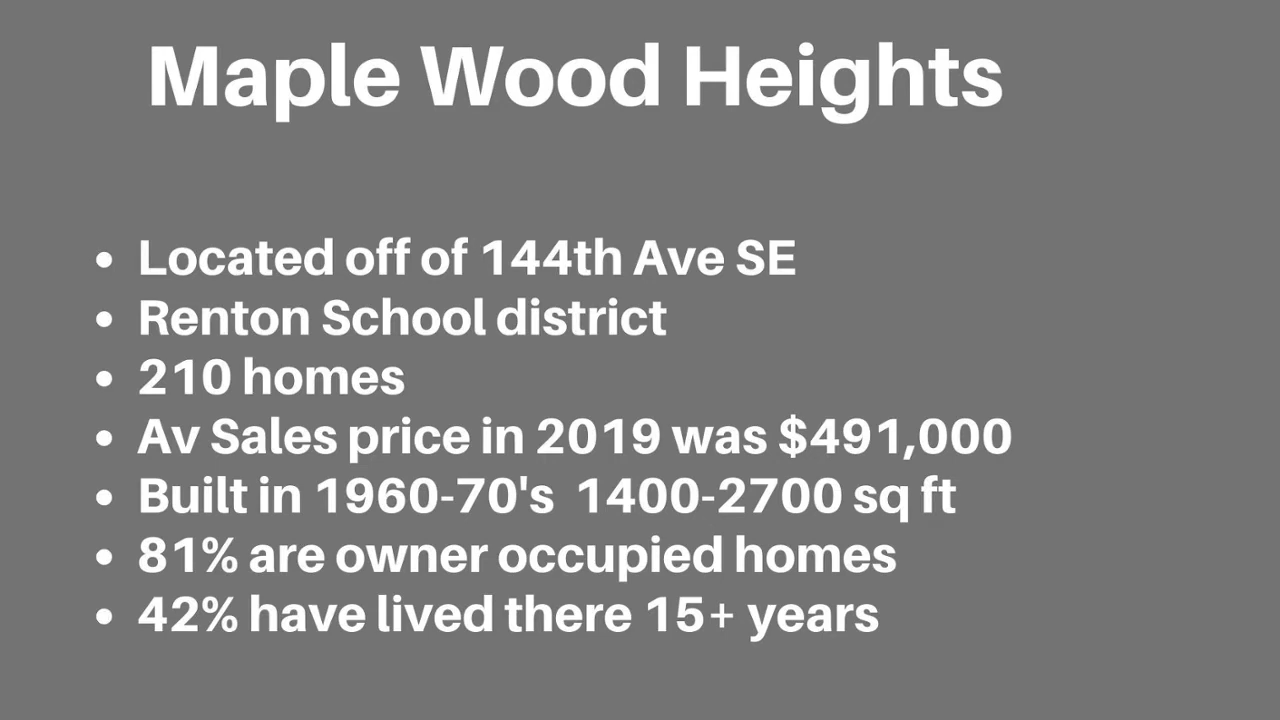 Maple Wood Heights
• Located off of 144th Ave SE
• Renton School district
• 210 homes
• Av Sales price in 2019 was $491,000
• Built in 1960-70's  1400-2700 sq ft
• 81% are owner occupied homes
• 42% have lived there 15+ years